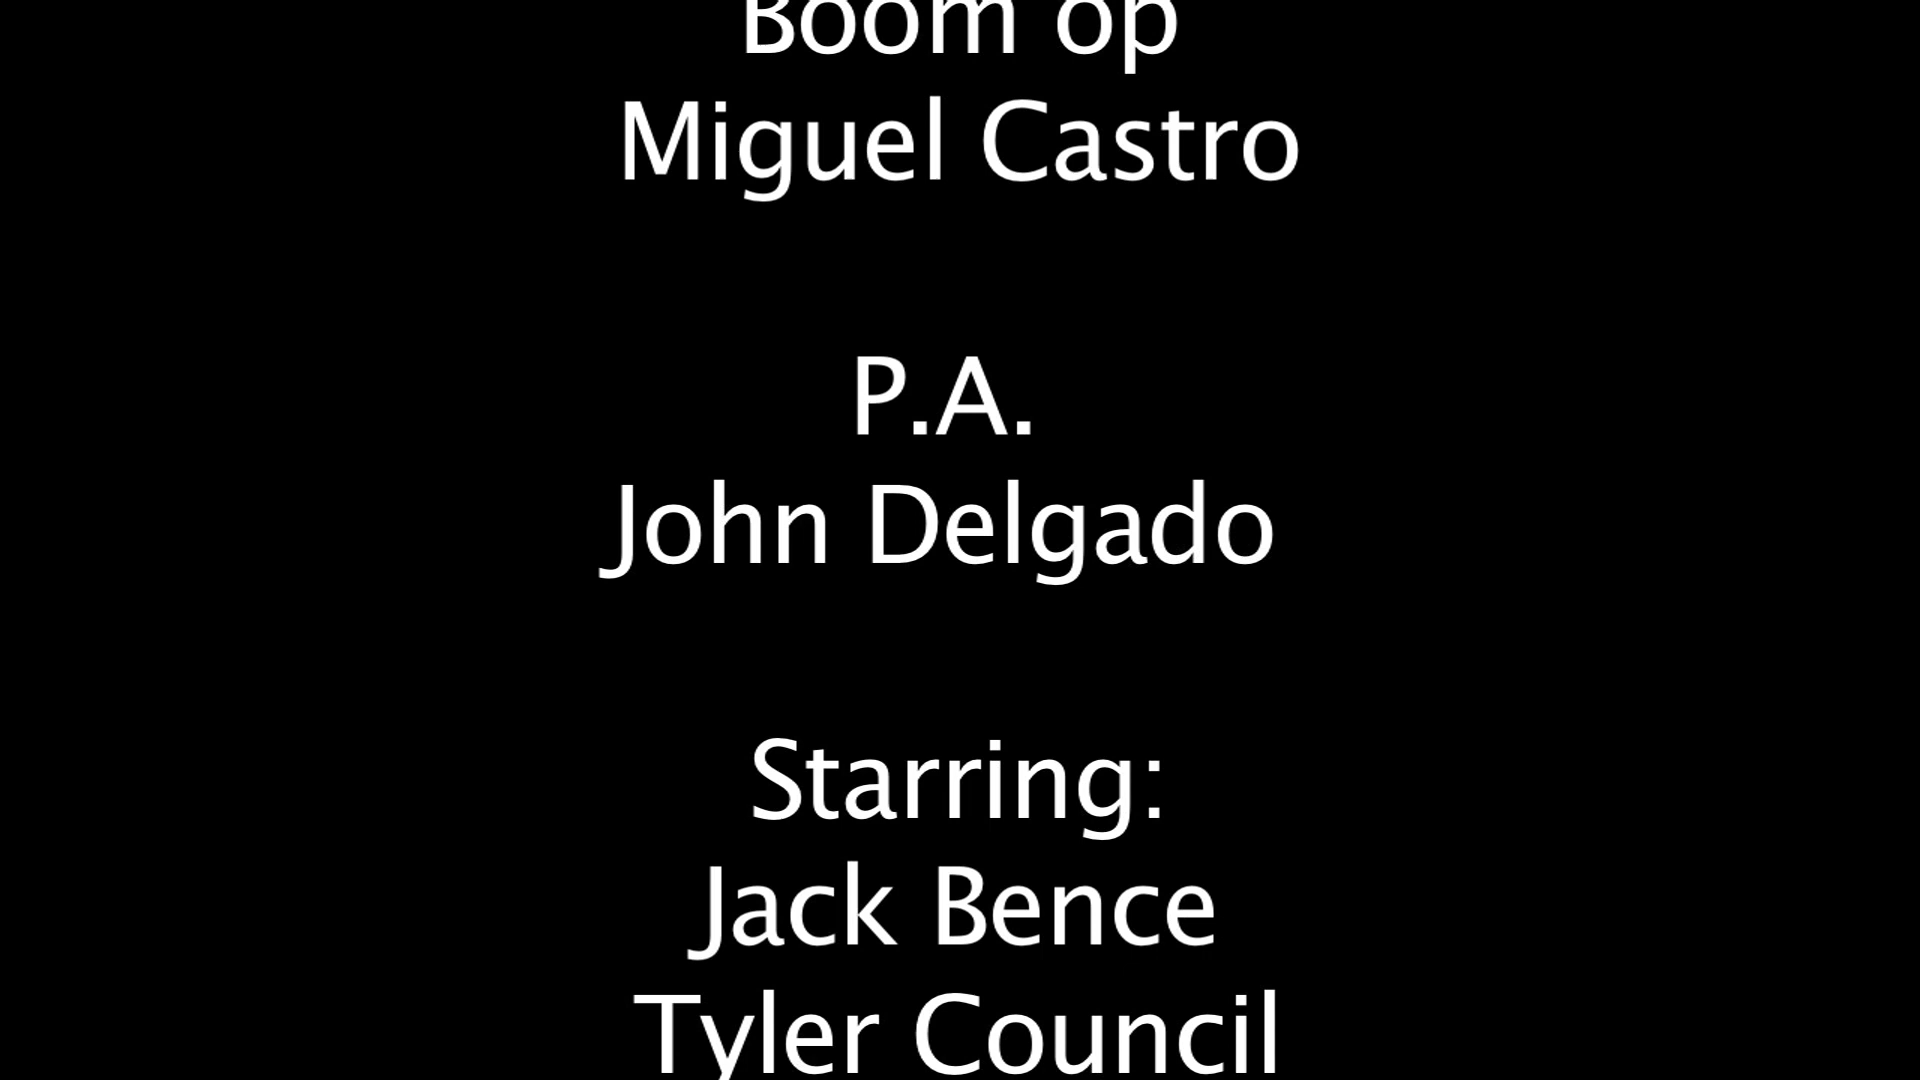 Boom op
Miguel Castro
P.A.
John Delgado
Starring:
Jack Bence
Tyler Council